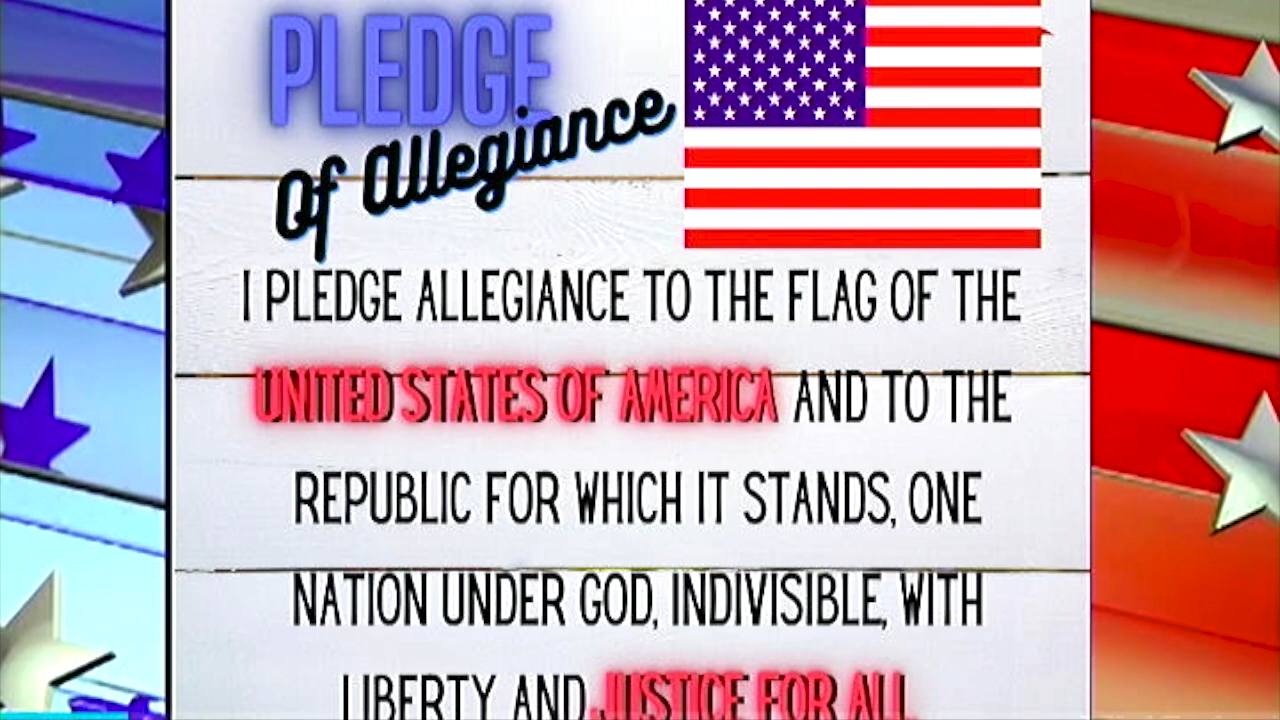 PLEDGE
Of Allegiance
I PLEDGE ALLEGIANCE TO THE FLAG OF THE
UNITED STATES OF AMERICA AND TO THE
REPUBLIC FOR WHICH IT STANDS, ONE
NATION UNDER GOD, INDIVISIBLE, WITH
LIBERTY AND JUSTICE FOR ALL